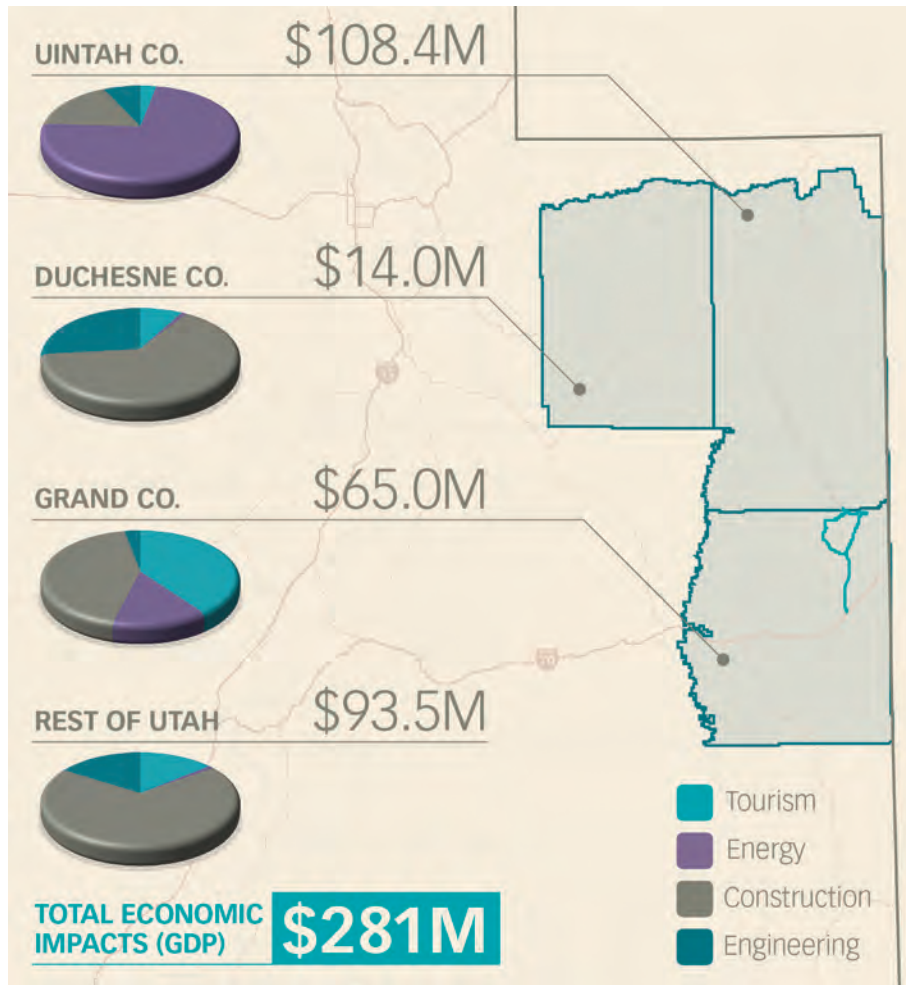 UINTAH CO. $108.4M
DUCHESNE CO. $14.0M
GRAND CO. $65.0M
70
REST OF UTAH $93.5M
Tourism
Energy
Construction
Engineering
TOTAL ECONOMIC
IMPACTS (GDP)
$281M